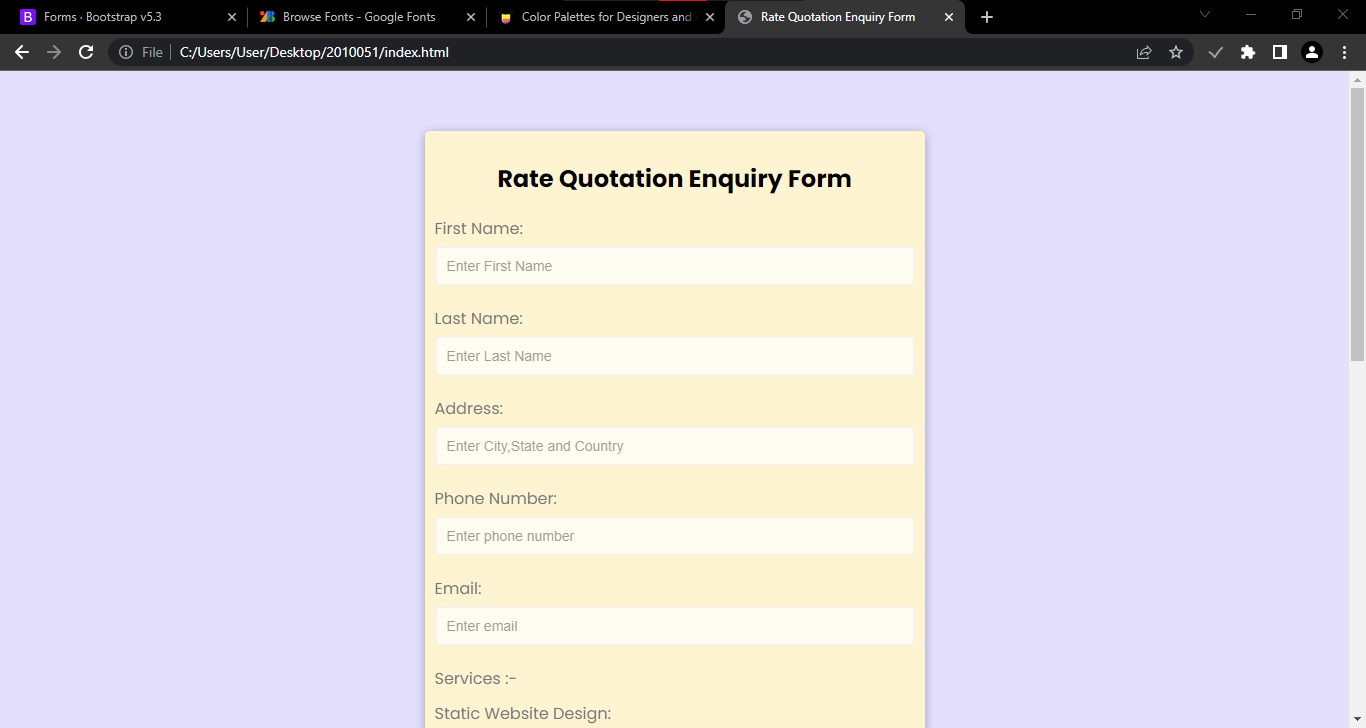 B Forms · Bootstrap v5.3
Browse Fonts - Google Fonts
Color Palettes for Designers and
Rate Quotation Enquiry Form
File C:/Users/User/Desktop/2010051/index.html
Rate Quotation Enquiry Form
First Name:
Enter First Name
Last Name:
Enter Last Name
Address:
Enter City,State and Country
Phone Number:
Enter phone number
Email:
Enter email
Services :-
Static Website Design: